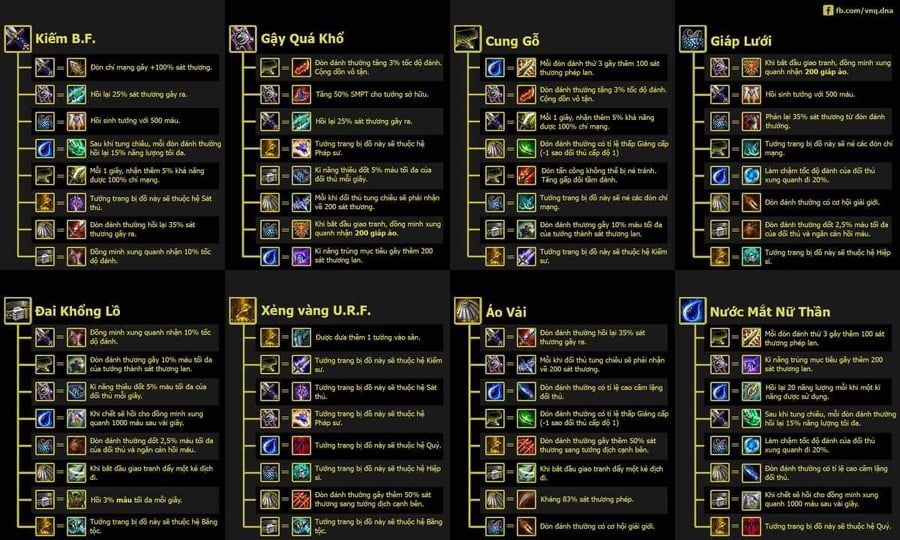 fb.com/vnq.dna
Kiếm B.F.
Đòn chí mạng gây +100% sát thương.
Hồi lại 25% sát thương gây ra.
Hồi sinh tướng với 500 máu.
Sau khi tung chiêu, mỗi đòn đánh thường
hồi lại 15% năng lượng tối đa.
Mỗi 1 giây, nhận thêm 5% khả năng
được 100% chí mạng.
Tướng trang bị đồ này sẽ thuộc hệ Sát
thủ.
Đòn đánh thường hồi 35% sát
thương gây ra.
Đồng minh xung quanh nhận 10% tốc
độ đánh.
Gậy Quá Khổ
Đòn đánh thường tăng 3% tốc độ đánh.
Cộng dồn vô tận.
Tăng 50% SMPT cho tướng sở hữu.
Hồi lại 25% sát thương gây ra.
Tướng trang bị đồ này sẽ thuộc hệ
Pháp sư.
Kĩ năng thiêu đốt 5% máu tối đa của
đối thủ mỗi giây.
Mỗi khi đối thủ tung chiêu sẽ phải nhận
về 200 sát thương.
Khi bắt đầu giao tranh, đồng minh xung
quanh nhận 200 giáp ảo.
Kĩ năng trúng mục tiêu gây thêm 200
sát thương lan.
Cung Gỗ
Mỗi đòn đánh thứ 3 gây thêm 100 sát
thương phép lan.
Đòn đánh thường tăng 3% tốc độ đánh.
Cộng dồn vô tận.
Mỗi 1 giây, nhận thêm 5% khả năng
được 100% chí mạng.
Đòn đánh thường có tỉ lệ thấp Giáng cấp
(-1 sao đối thủ cấp độ 1)
Đòn tấn công không thể bị né tránh.
Tăng gấp đôi tầm đánh.
Tướng trang bị đồ này sẽ né các đòn chí
mạng.
Đòn đánh thường gây 10% máu tối đa
của tướng thành sát thương lan.
Tướng trang bị đồ này sẽ thuộc hệ Kiếm
sư.
Giáp Lưới
Khi bắt đầu giao tranh, đồng minh xung
quanh nhận 200 giáp ảo.
Hồi sinh tướng với 500 máu.
Phản lại 35% sát thương từ đòn đánh
thường.
Tướng trang bị đồ này sẽ né các đòn chí
mạng.
Làm chậm tốc đánh của đối thủ
xung quanh đi 20%.
Đòn đánh thường có cơ hội giải giới.
Đòn đánh thường đốt 2,5% máu tối đa
của đối thủ và ngăn cản hồi máu.
Tướng trang bị đồ này sẽ thuộc hệ Hiệp
sĩ.
Đai Khổng Lồ
Đồng minh xung quanh nhận 10% tốc
độ đánh.
Đòn đánh thương gây 10% máu tối đa
của tướng thành sát thương lan.
Kĩ năng thiêu đốt 5% máu tối đa của
đối thủ mỗi giây.
Khi chết sẽ hồi cho đồng minh xung
quanh 1000 máu sau vài giây.
Đòn đánh thường đốt 2,5% máu tối đa
của đối thủ và ngăn cản hồi máu.
Khi bắt đầu giao tranh đẩy một kẻ địch
đi.
Hồi 3% máu tối đa mỗi giây.
Tướng trang bị đồ này sẽ thuộc hệ Băng
tộc.
Xẻng vàng U.R.F.
Được đưa thêm 1 tướng vào sân.
Tướng trang bị đồ này sẽ thuộc hệ Kiếm
sư.
Tướng trang bị đồ này sẽ thuộc hệ Sát
thủ.
Tướng trang bị đồ này sẽ thuộc hệ
Pháp sư.
Tướng trang bị đồ này sẽ thuộc hệ Quỷ.
Tướng trang bị đồ này sẽ thuộc hệ Hiệp
sĩ.
Đòn đánh thường gây thêm 50% sát
thương sang tướng địch cạnh bên.
Tướng trang bị đồ này sẽ thuộc hệ Băng
tộc.
Áo Vải
Đòn đánh thường hồi lại 35% sát
thương gây ra.
Mỗi khi đối thủ tung chiêu sẽ phải nhận
về 200 sát thương.
Đòn đánh thường có tỉ lệ cao câm lặng
đối thủ.
Đòn đánh thường có tỉ lệ thấp Giáng cấp
(-1 sao đối thủ cấp độ 1)
Đòn đánh thường gây thêm 50% sát
thương sang tướng địch cạnh bên.
Khi bắt đầu giao tranh đẩy một kẻ địch
đi.
Kháng 83% sát thương phép.
Đòn đánh thường có cơ hội giải giới.
Nước Mắt Nữ Thần
Mỗi đòn đánh thứ 3 gây thêm 100 sát
thương phép lan.
Kĩ năng trúng mục tiêu gây thêm 200
sát thương lan.
Hồi lại 20 năng lượng mỗi khi một kĩ
năng được sử dụng.
Sau khi tung chiêu, mỗi đòn đánh thường
hồi lại 15% năng lượng tối đa.
Làm chậm tốc độ đánh của đối thủ
xung quanh đi 20%.
Đòn đánh thường có tỉ lệ cao câm lặng
đối thủ.
Khi chết sẽ hồi cho đồng minh xung
quanh 1000 máu sau vài giây.
Tướng trang bị đồ này sẽ thuộc hệ Quỷ.